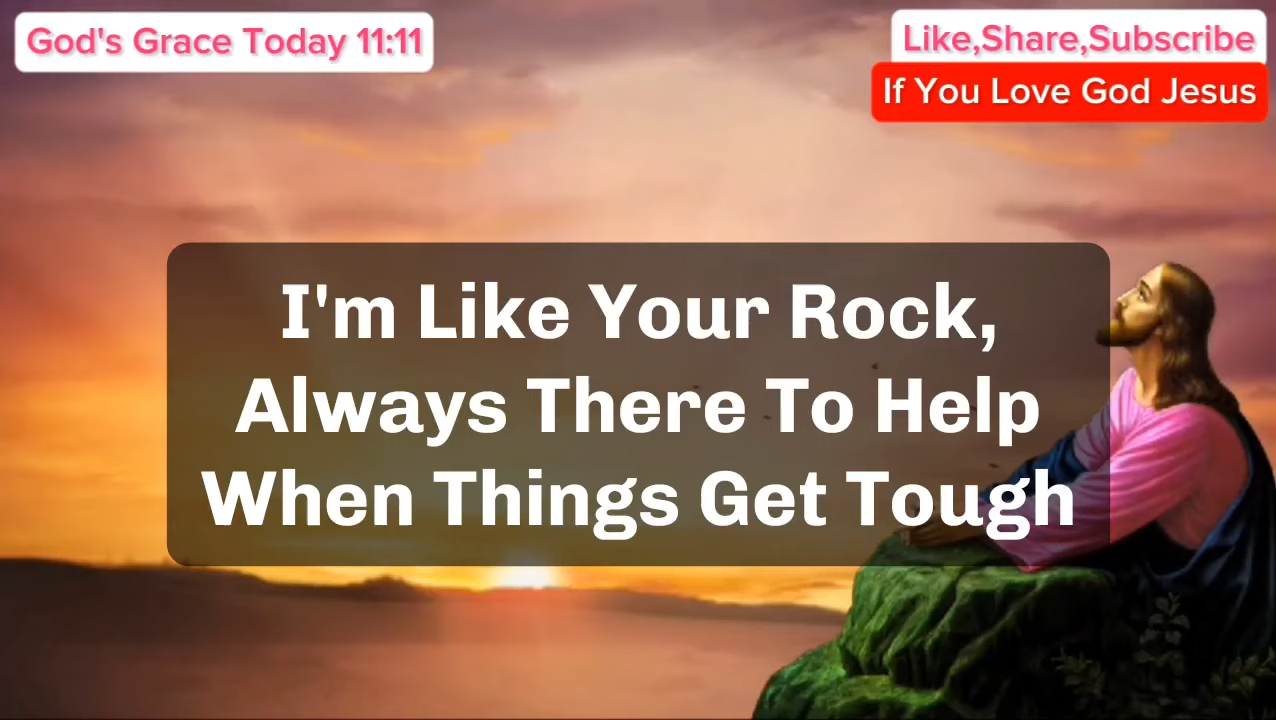 God's Grace Today 11:11
Like,Share,Subscribe
If You Love God Jesus
I'm Like Your Rock,
Always There To Help
When Things Get Tough